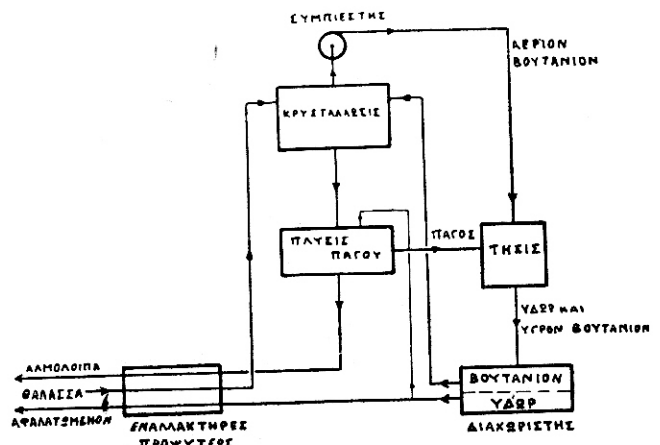 ΣΥΜΠΙΕΣΤΗΣ
ΑΕΡΙΟΝ
ΒΟΥΤΑΝΙΟΝ
ΚΡΥΣΤΑΛΛΩΣΙΣ
ΠΛΥΣΙΣ
ΠΑΓΟΥ
ΠΑΓΟΣ
ΤΗΞΙΣ
ΥΔΩΡ ΚΑΙ
ΥΓΡΟΝ ΒΟΥΤΑΝΙΟΝ
ΑΛΜΟΛΟΙΠΑ
ΘΑΛΑΣΣΑ
ΑΦΑΛΑΤΩΜΕΝΟΝ
ΕΝΑΛΛΑΚΤΗΡΕΣ
ΠΡΟΨΥΞΕΩΣ
ΒΟΥΤΑΝΙΟΝ
ΥΔΩΡ
ΔΙΑΧΩΡΙΣΤΗΣ